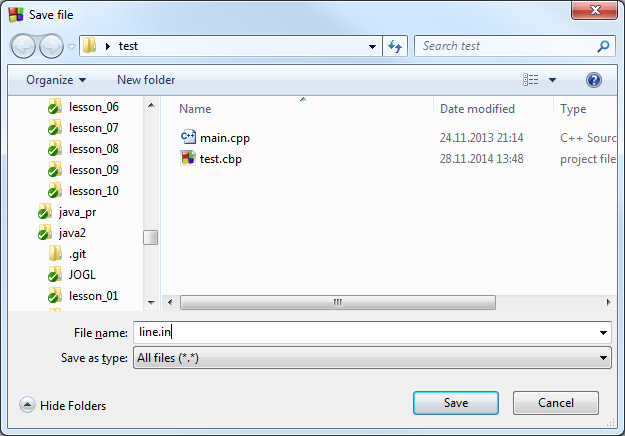 Save file
test
Search test
Organize
New folder
Name
Date modified
Type
lesson_06
lesson_07
lesson_08
lesson_09
lesson_10
java_pr
java2
.git
JOGL
lesson_01
main.cpp
24.11.2013 21:14
C++ Sourc
test.cbp
28.11.2014 13:48
project file
File name:
line.in
Save as type:
All files (*.*)
Hide Folders
Save
Cancel